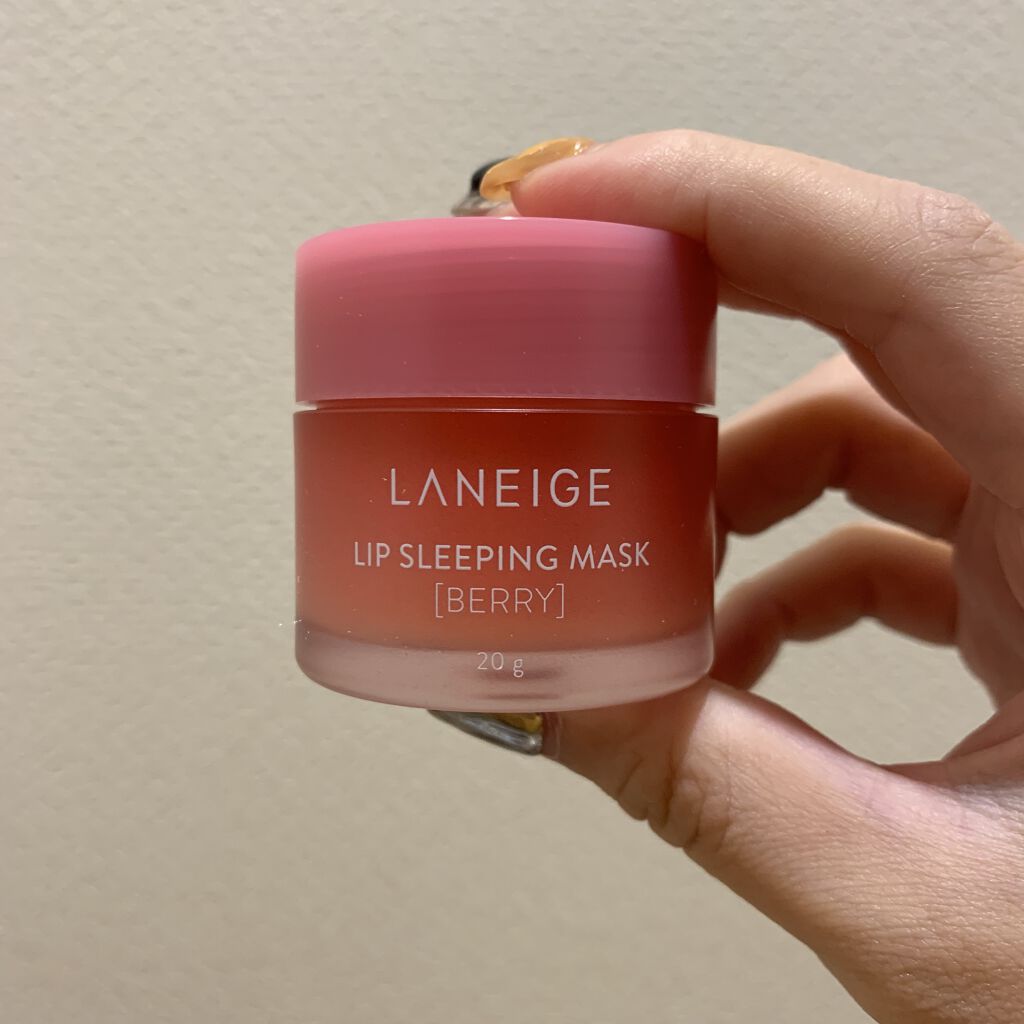 LANEIGE
LIP SLEEPING MASK
[BERRY]
20 g